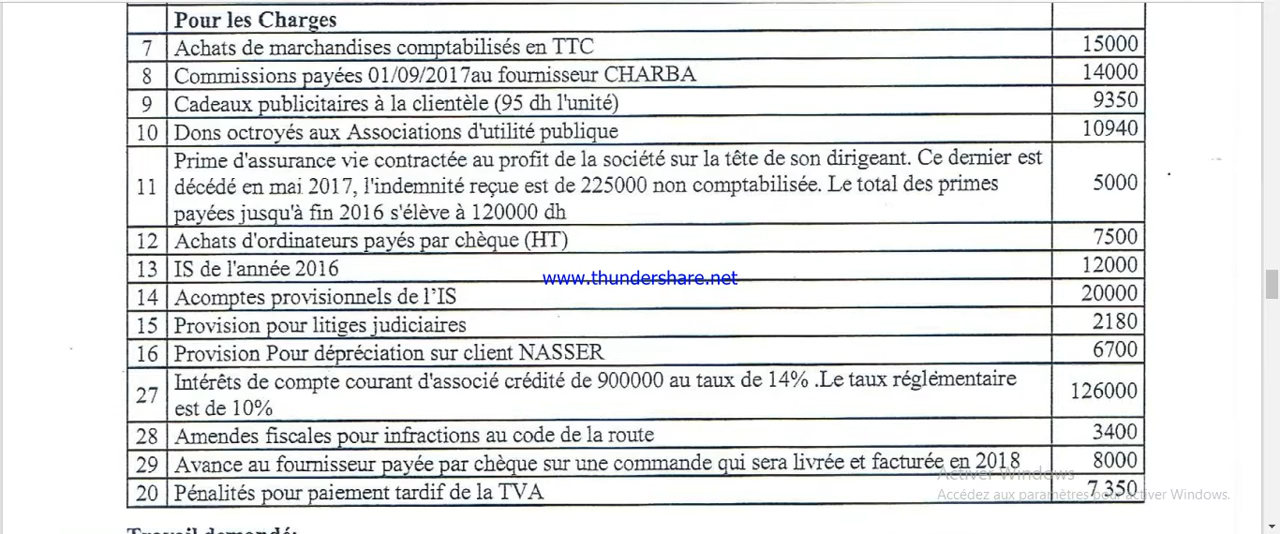 Pour les Charges
7 Achats de marchandises comptabilisés en TTC 15000
8 Commissions payées 01/09/2017au fournisseur CHARBA 14000
9 Cadeaux publicitaires à la clientèle (95 dh l'unité) 9350
10 Dons octroyés aux Associations d'utilité publique 10940
Prime d'assurance vie contractée au profit de la société sur la tête de son dirigeant. Ce dernier est
11 décédé en mai 2017, l'indemnité reçue est de 225000 non comptabilisée. Le total des primes 5000
payées jusqu'à fin 2016 s'élève à 120000 dh
12 Achats d'ordinateurs payés par chèque (HT) 7500
13 IS de l'année 2016 12000
www.thundershare.net
14 Acomptes provisionnels de l'IS 20000
15 Provision pour litiges judiciaires 2180
16 Provision Pour dépréciation sur client NASSER 6700
27 Intérêts de compte courant d'associé crédité de 900000 au taux de 14% .Le taux réglémentaire 126000
est de 10%
28 Amendes fiscales pour infractions au code de la route 3400
29 Avance au fournisseur payée par chèque sur une commande qui sera livrée et facturée en 2018 8000
Activer Windows
20 Pénalités pour paiement tardif de la TVA 7 350
Accédez aux paramètres pour activer Windows.
Travail demandé: